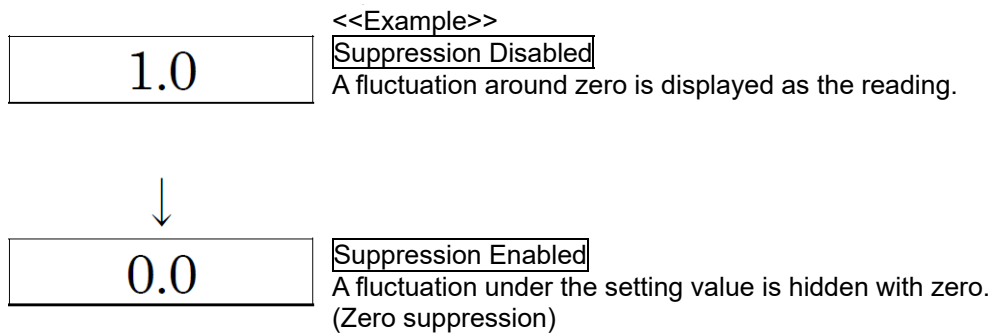 <<Example>>
1.0
Suppression Disabled
A fluctuation around zero is displayed as the reading.
↓
0.0
Suppression Enabled
A fluctuation under the setting value is hidden with zero.
(Zero suppression)